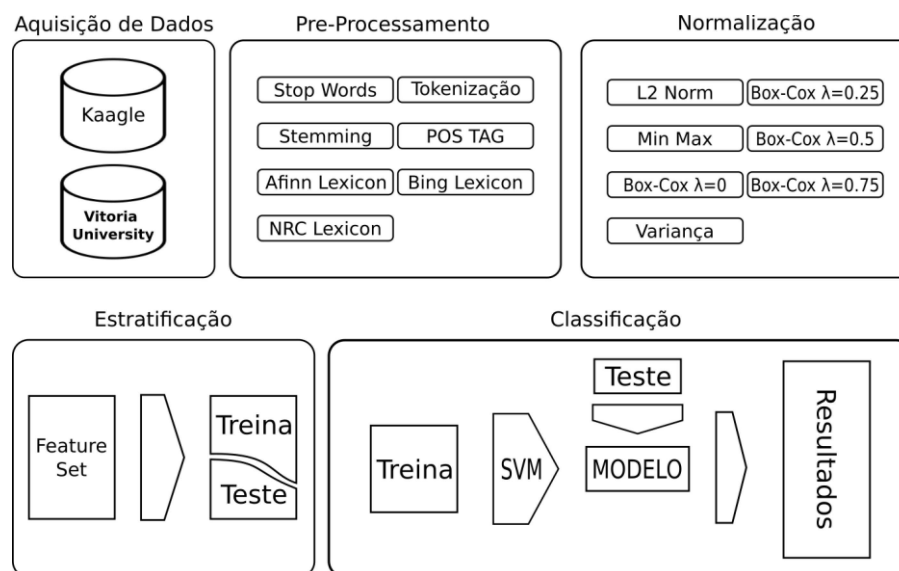 Aquisição de Dados
Kaagle
Vitoria
University
Pre-Processamento
Stop Words
Tokenização
Stemming
POS TAG
Afinn Lexicon
Bing Lexicon
NRC Lexicon
Normalização
L2 Norm
Box-Cox λ=0.25
Min Max
Box-Cox λ=0.5
Box-Cox λ=0
Box-Cox λ=0.75
Variança
Estratificação
Feature
Set
Treina
Teste
Classificação
Treina
SVM
Teste
MODELO
Resultados